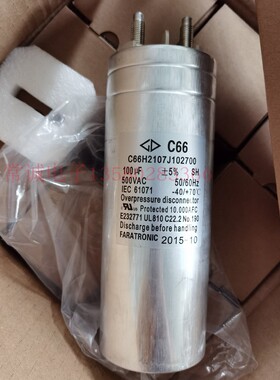 C66
C66H2107J102700
100μF ±5% SH
500VAC 50/60Hz
IEC 61071 -40/+70℃
Overpressure disconnector
Protected 10,000AFC
E232771 UL810 C22.2 No.190
Discharge before handling
FARATRONIC 2015-10